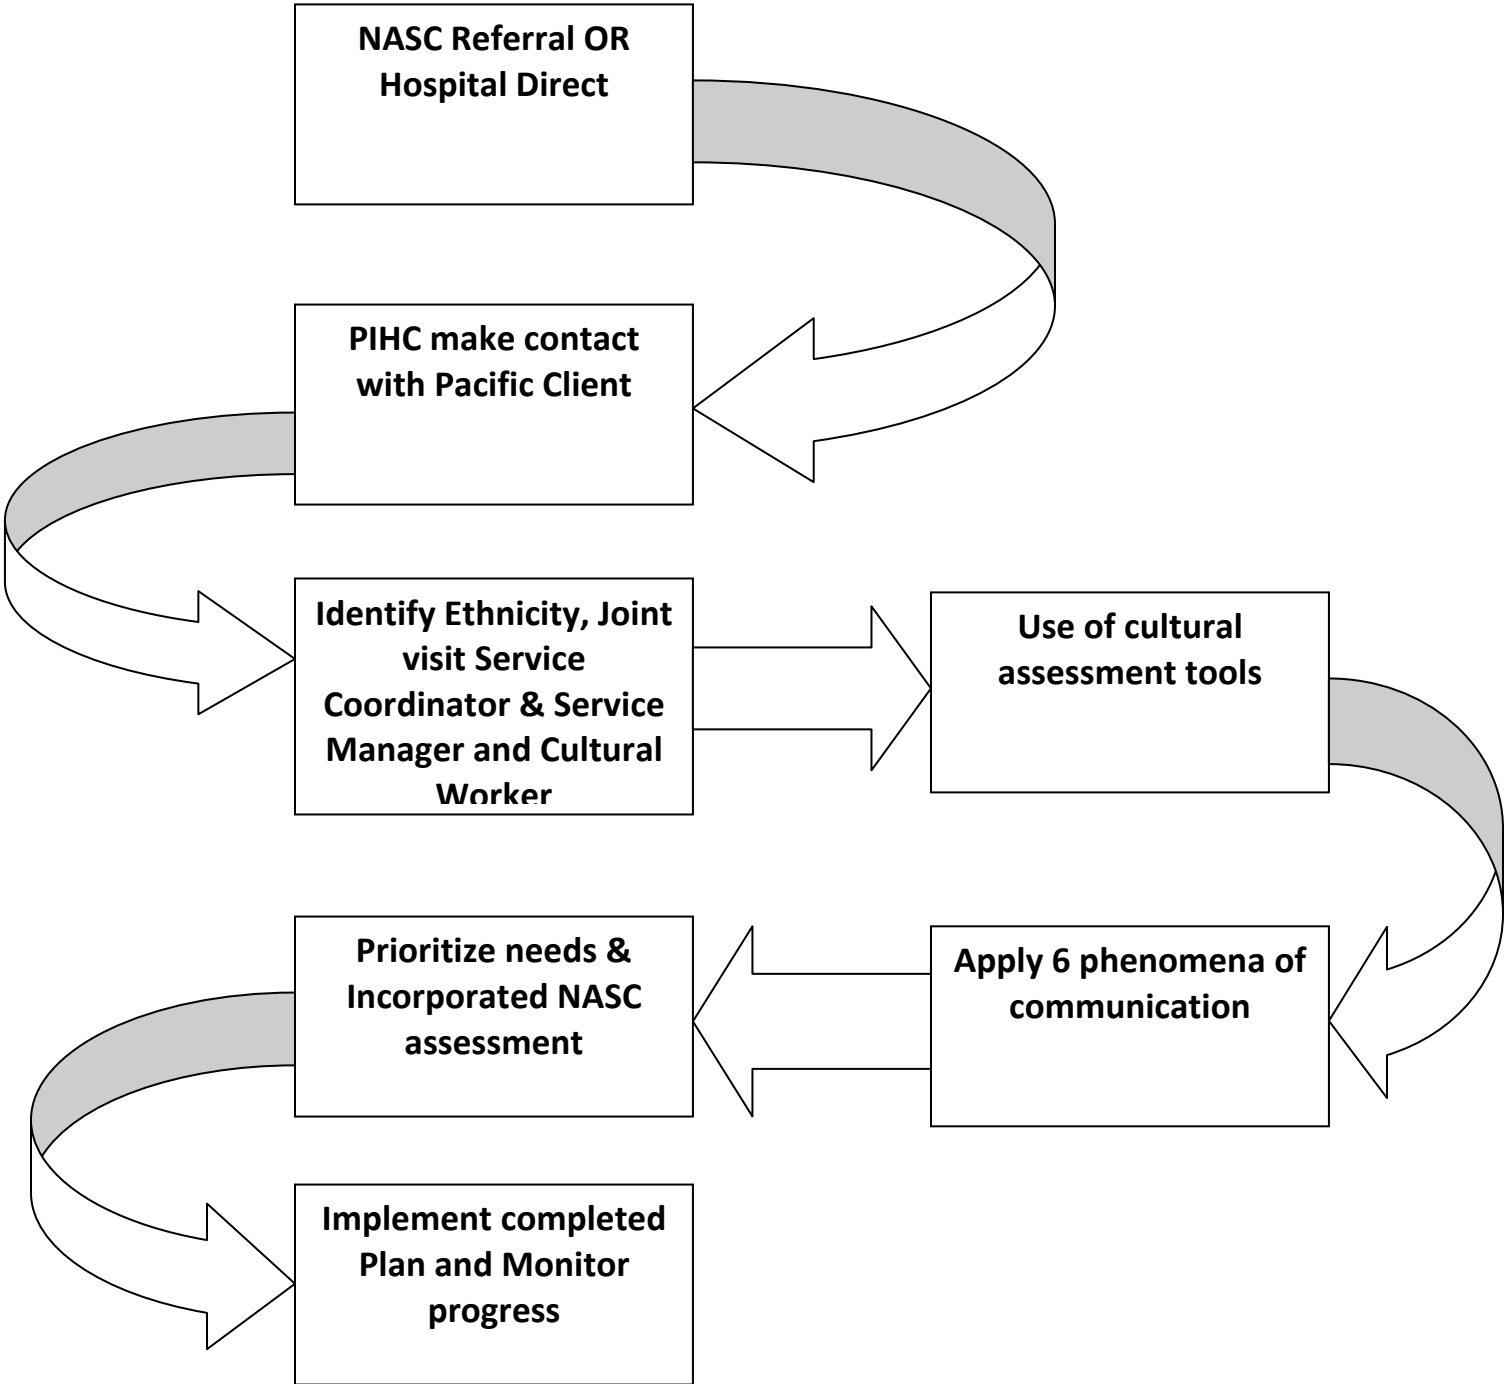 NASC Referral OR
Hospital Direct
PIHC make contact
with Pacific Client
Identify Ethnicity, Joint
visit Service
Coordinator & Service
Manager and Cultural
Worker
Use of cultural
assessment tools
Apply 6 phenomena of
communication
Prioritize needs &
Incorporated NASC
assessment
Implement completed
Plan and Monitor
progress